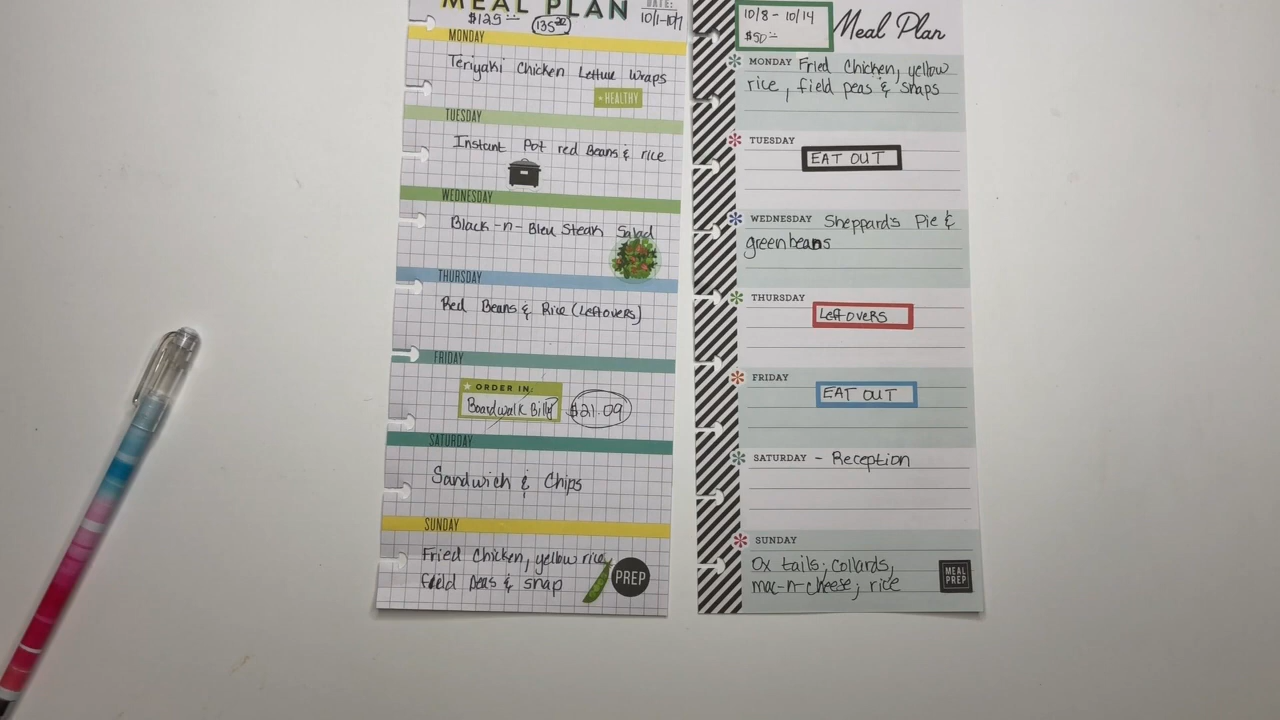 MEAL PLAN
DATE:
$125
135
10/1-10/7
MONDAY
Teriyaki Chicken Lettuce Wraps
HEALTHY
TUESDAY
Instant Pot red Beans & rice
WEDNESDAY
Black-n-Bleu Steak Salad
THURSDAY
Red Beans & Rice (Leftovers)
FRIDAY
ORDER IN:
Boardwalk Billy
$21.09
SATURDAY
Sandwich & Chips
SUNDAY
Fried Chicken, yellow rice,
field peas & snap
PREP
10/8 - 10/14
$50
Meal Plan
MONDAY Fried Chicken, yellow
rice, field peas & snaps
TUESDAY
EAT OUT
WEDNESDAY Sheppard's Pie &
greenbeans
THURSDAY
LeftoveRS
FRIDAY
EAT OUT
SATURDAY - Reception
SUNDAY
Ox tails, collards,
mac-n-cheese, rice
MEAL
PREP